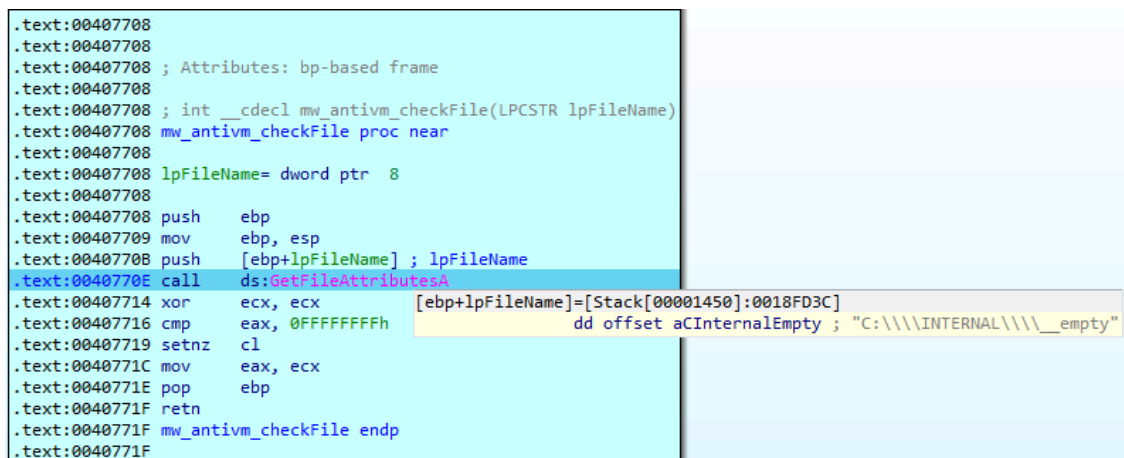 .text:00407708
.text:00407708
.text:00407708 ; Attributes: bp-based frame
.text:00407708
.text:00407708 ; int __cdecl mw_antivm_checkFile(LPCSTR lpFileName)
.text:00407708 mw_antivm_checkFile proc near
.text:00407708
.text:00407708 lpFileName= dword ptr  8
.text:00407708
.text:00407708 push    ebp
.text:00407709 mov     ebp, esp
.text:0040770B push    [ebp+lpFileName] ; lpFileName
.text:0040770E call    ds:GetFileAttributesA
.text:00407714 xor     ecx, ecx
[ebp+lpFileName]=[Stack[00001450]:0018FD3C]
.text:00407716 cmp     eax, 0FFFFFFFFh
dd offset aCInternalEmpty ; "C:\\\\INTERNAL\\\\__empty"
.text:00407719 setnz   cl
.text:0040771C mov     eax, ecx
.text:0040771E pop     ebp
.text:0040771F retn
.text:0040771F mw_antivm_checkFile endp
.text:0040771F